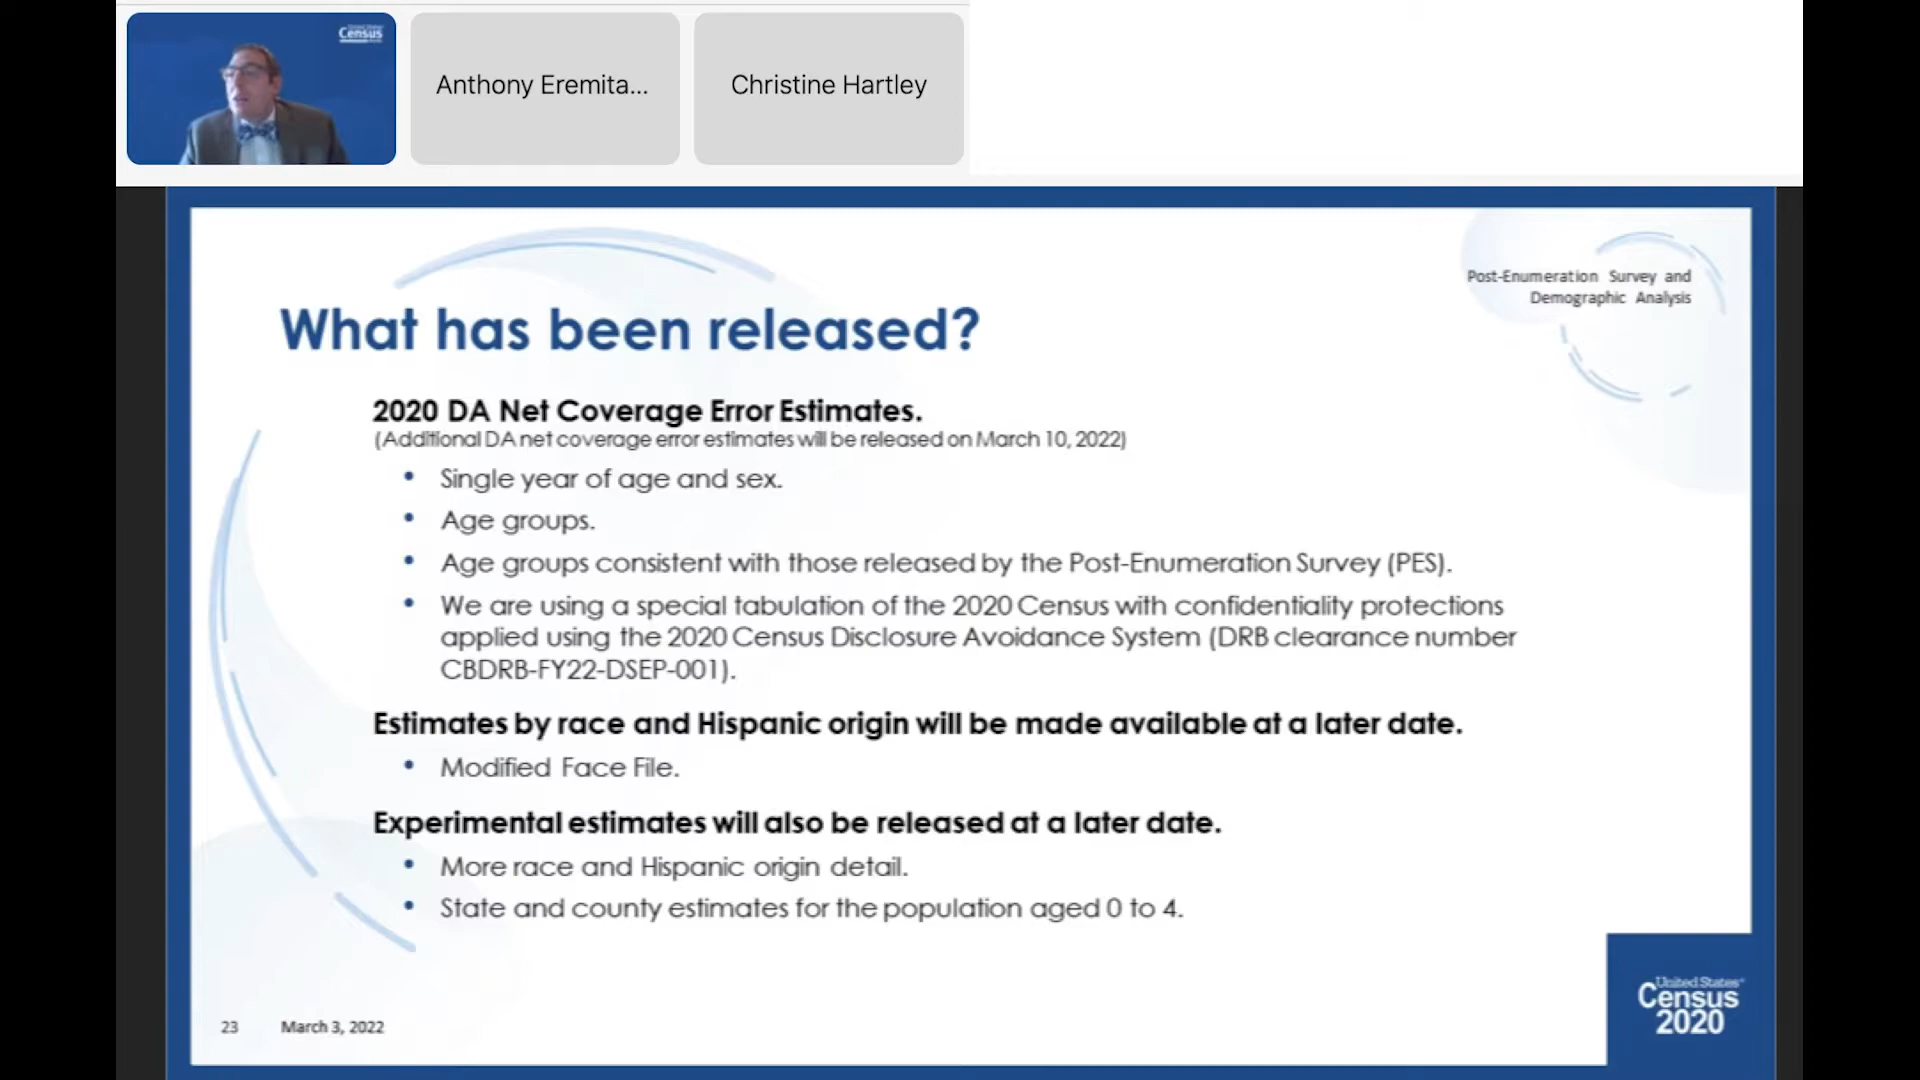 United States
Census
Anthony Eremita...
Christine Hartley
Post-Enumeration Survey and
Demographic Analysis
What has been released?
2020 DA Net Coverage Error Estimates.
(Additional DA net coverage error estimates will be released on March 10, 2022)
• Single year of age and sex.
• Age groups.
• Age groups consistent with those released by the Post-Enumeration Survey (PES).
• We are using a special tabulation of the 2020 Census with confidentiality protections
applied using the 2020 Census Disclosure Avoidance System (DRB clearance number
CBDRB-FY22-DSEP-001).
Estimates by race and Hispanic origin will be made available at a later date.
• Modified Face File.
Experimental estimates will also be released at a later date.
• More race and Hispanic origin detail.
• State and county estimates for the population aged 0 to 4.
23
March 3, 2022
United States®
Census
2020